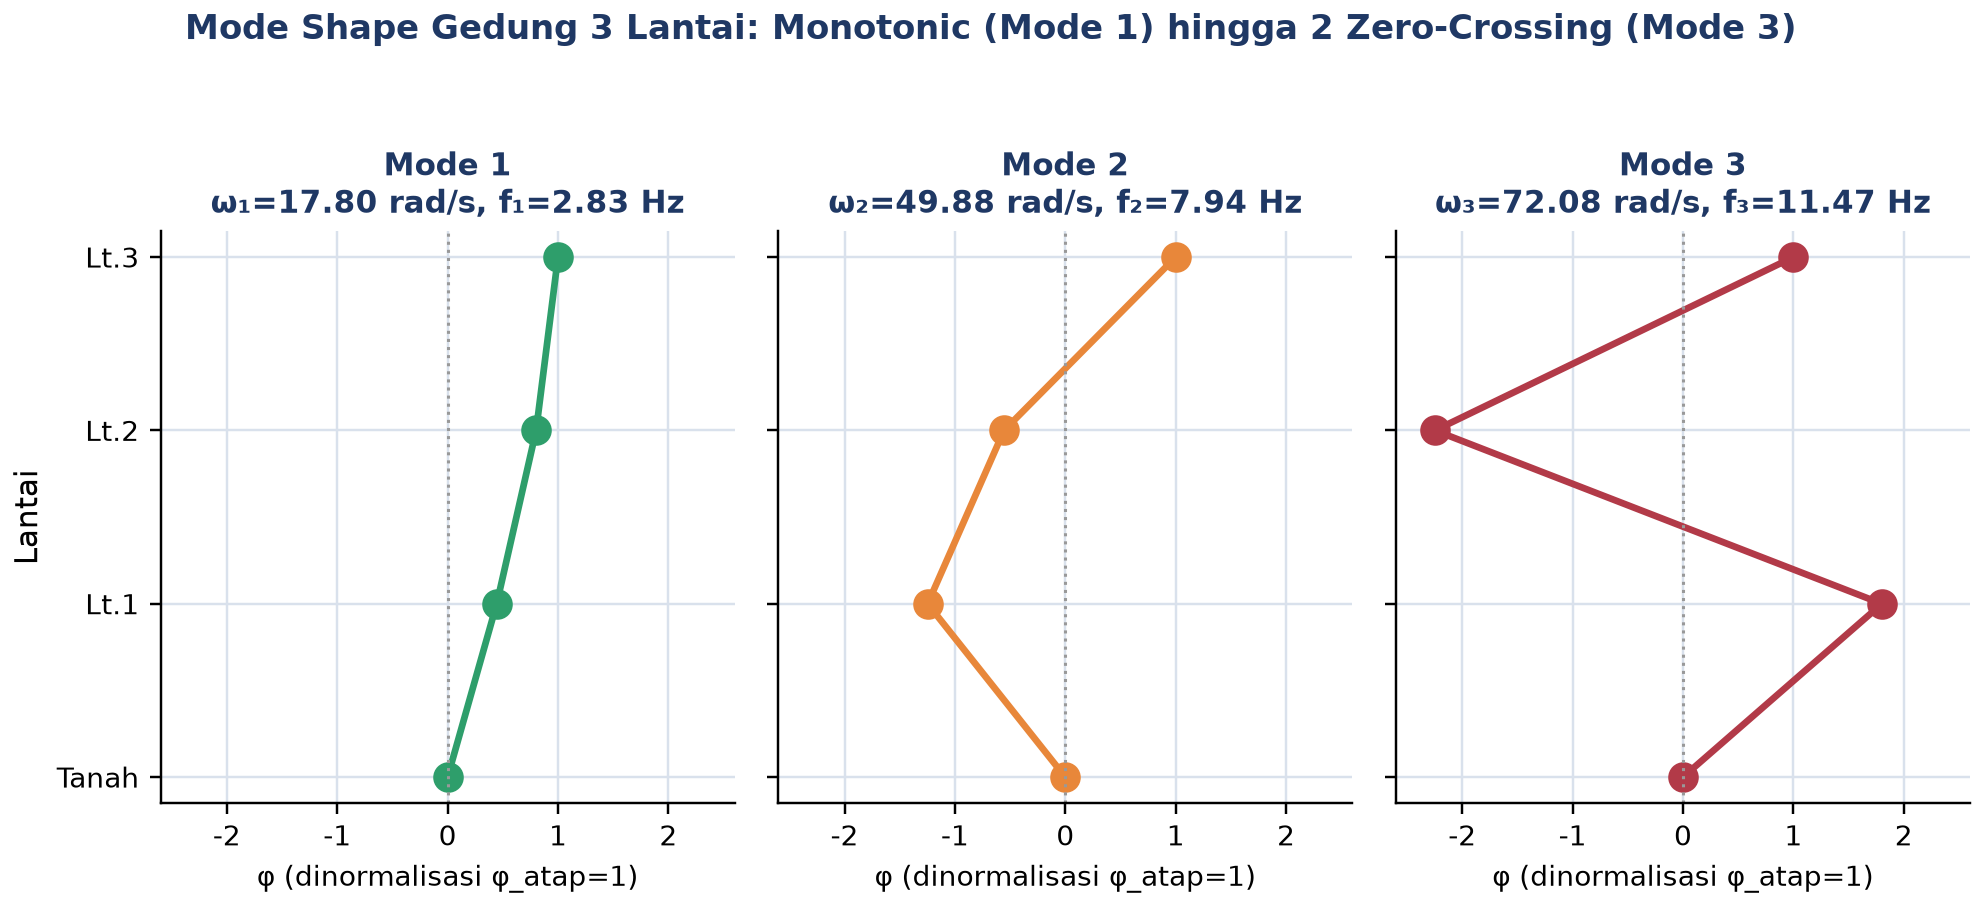 Mode Shape Gedung 3 Lantai: Monotonic (Mode 1) hingga 2 Zero-Crossing (Mode 3)
Mode 1
ω₁=17.80 rad/s, f₁=2.83 Hz
Mode 2
ω₂=49.88 rad/s, f₂=7.94 Hz
Mode 3
ω₃=72.08 rad/s, f₃=11.47 Hz
Lantai
Lt.3
Lt.2
Lt.1
Tanah
-2 -1 0 1 2
-2 -1 0 1 2
-2 -1 0 1 2
φ (dinormalisasi φ_atap=1)
φ (dinormalisasi φ_atap=1)
φ (dinormalisasi φ_atap=1)